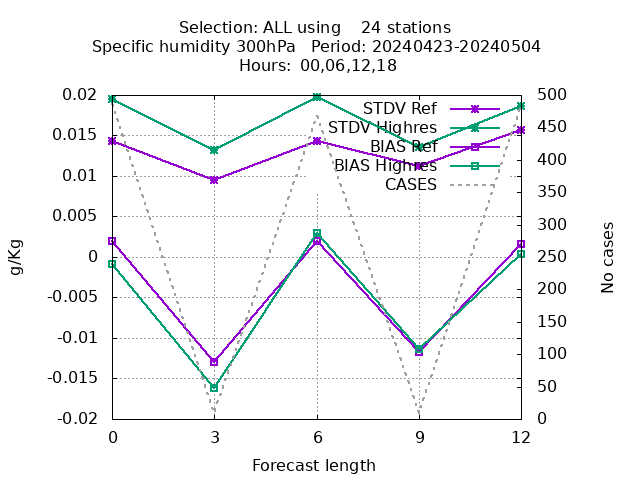 Selection: ALL using    24 stations
Specific humidity 300hPa   Period: 20240423-20240504
Hours:  00,06,12,18
STDV Ref
STDV Highres
BIAS Ref
BIAS Highres
CASES
0.02
0.015
0.01
0.005
0
-0.005
-0.01
-0.015
-0.02
g/Kg
500
450
400
350
300
250
200
150
100
50
0
No cases
0 3 6 9 12
Forecast length